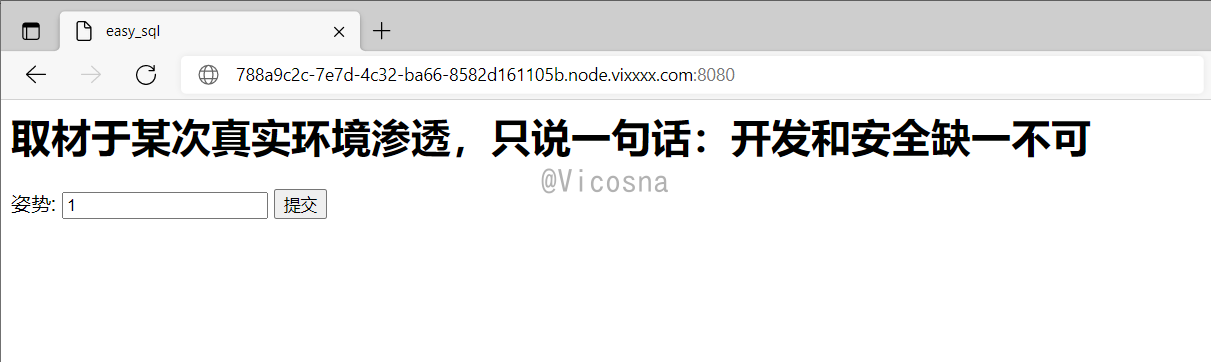 easy_sql
788a9c2c-7e7d-4c32-ba66-8582d161105b.node.vixxxx.com:8080
取材于某次真实环境渗透，只说一句话：开发和安全缺一不可
@Vicosna
姿势: 1 提交